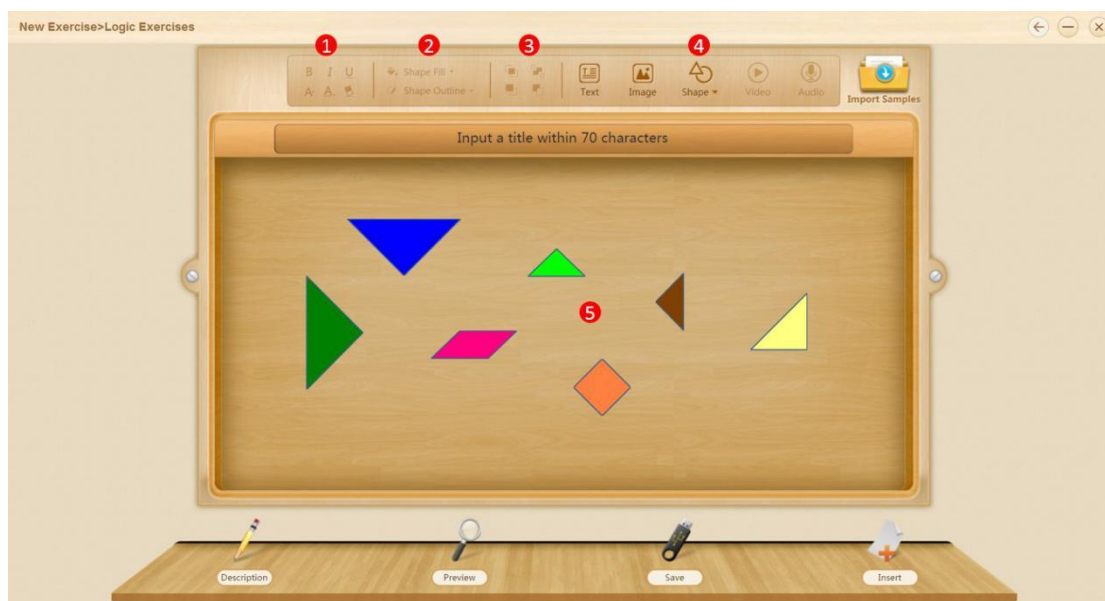 New Exercise>Logic Exercises
1 2 3 4
B I U Shape Fill
A A Shape Outline
Text Image Shape Video Audio Import Samples
Input a title within 70 characters
5
Description Preview Save Insert